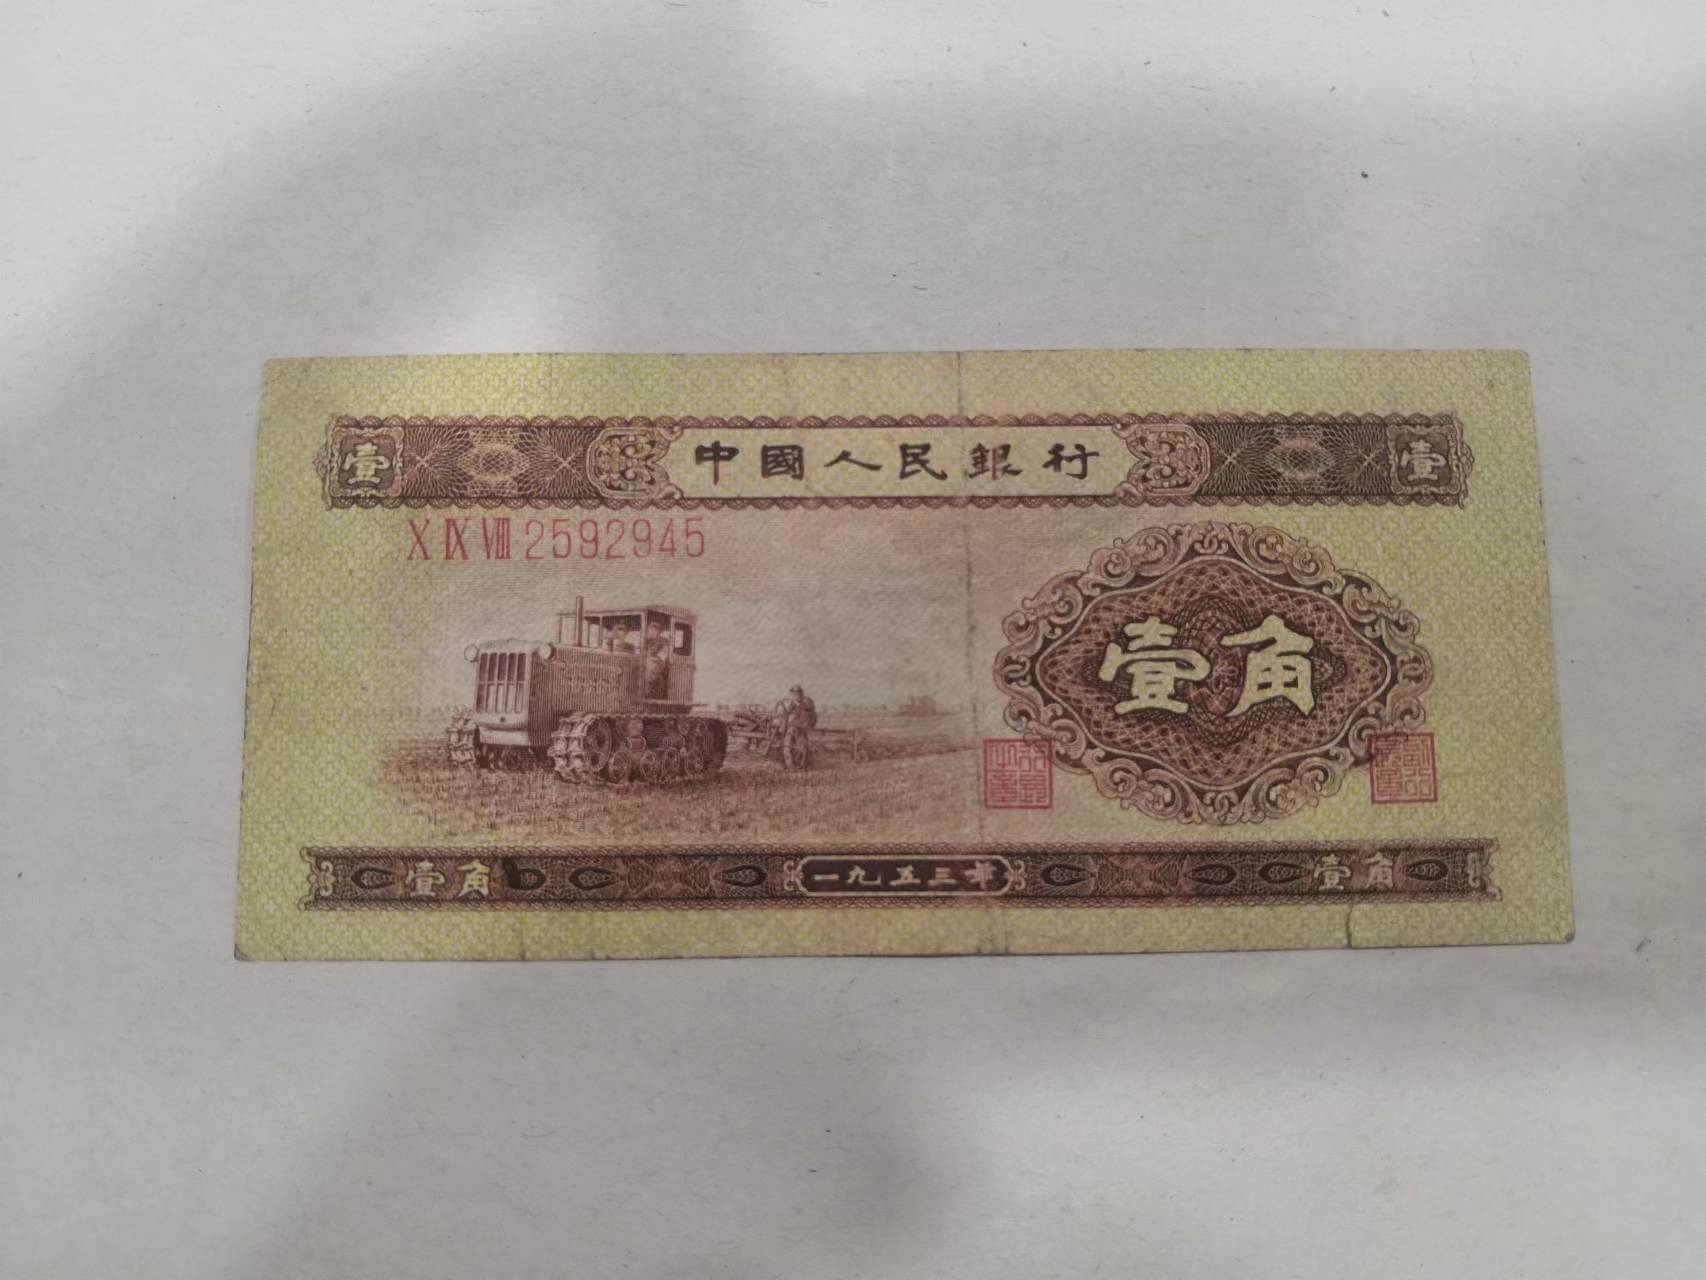 壹 中國人民銀行 壹
X IX VIII 2592945
壹角
壹角 一九五三年 壹角